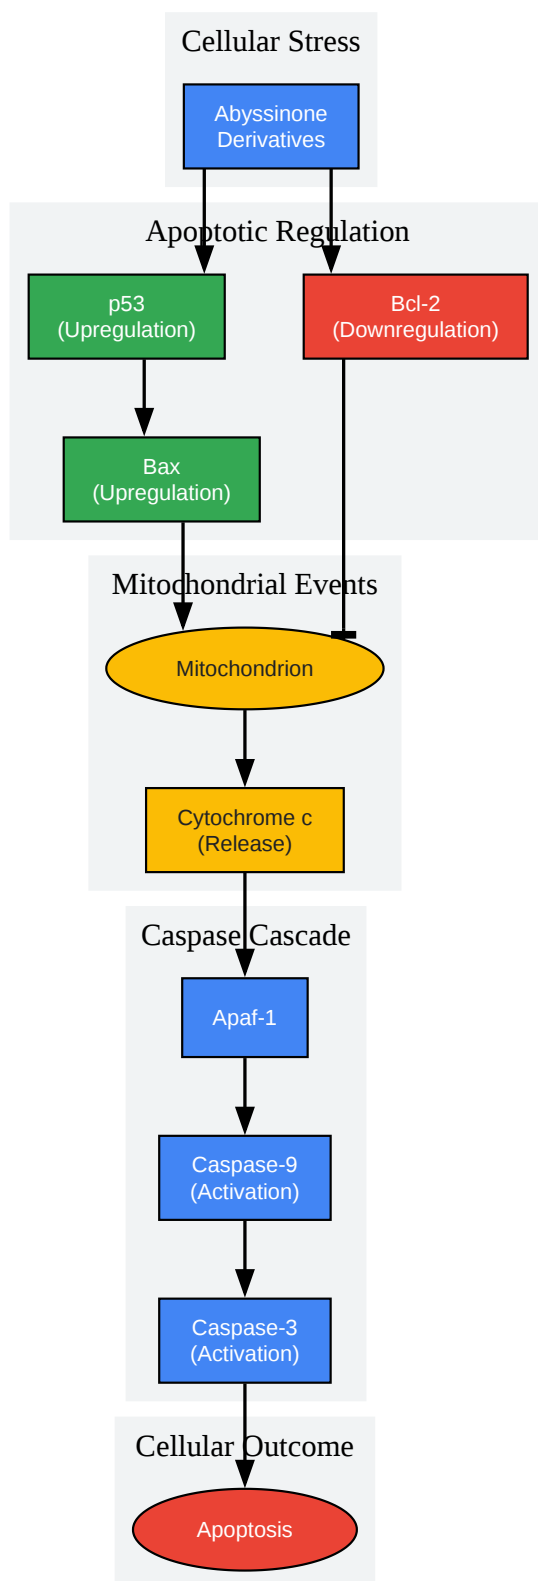 Cellular Stress
Abyssinone
Derivatives
Apoptotic Regulation
p53
(Upregulation)
Bcl-2
(Downregulation)
Bax
(Upregulation)
Mitochondrial Events
Mitochondrion
Cytochrome c
(Release)
Caspase Cascade
Apaf-1
Caspase-9
(Activation)
Caspase-3
(Activation)
Cellular Outcome
Apoptosis